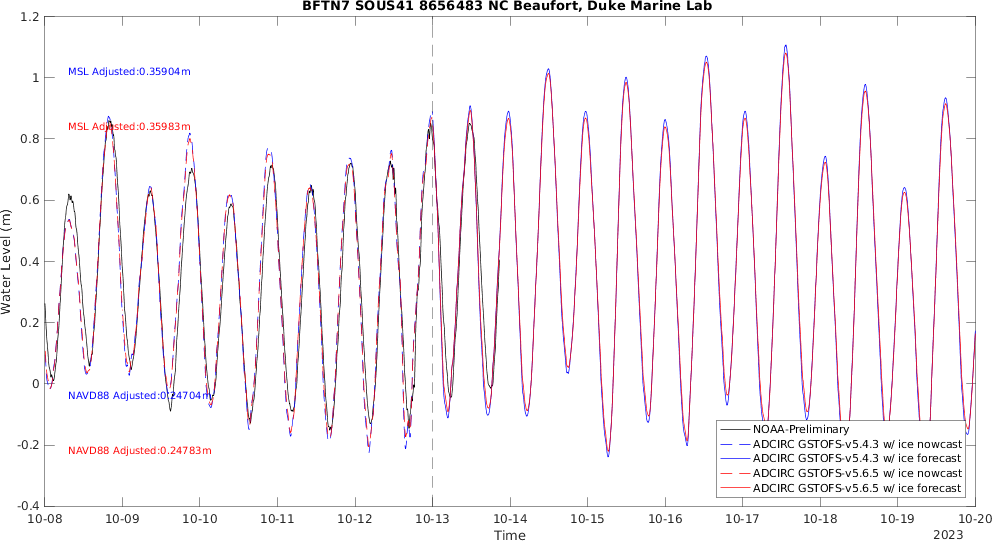 BFTN7 SOUS41 8656483 NC Beaufort, Duke Marine Lab
1.2
1
0.8
0.6
0.4
0.2
0
-0.2
-0.4
Water Level (m)
MSL Adjusted:0.35904m
MSL Adjusted:0.35983m
NAVD88 Adjusted:0.24704m
NAVD88 Adjusted:0.24783m
NOAA-Preliminary
ADCIRC GSTOFS-v5.4.3 w/ ice nowcast
ADCIRC GSTOFS-v5.4.3 w/ ice forecast
ADCIRC GSTOFS-v5.6.5 w/ ice nowcast
ADCIRC GSTOFS-v5.6.5 w/ ice forecast
10-08 10-09 10-10 10-11 10-12 10-13 10-14 10-15 10-16 10-17 10-18 10-19 10-20
Time
2023